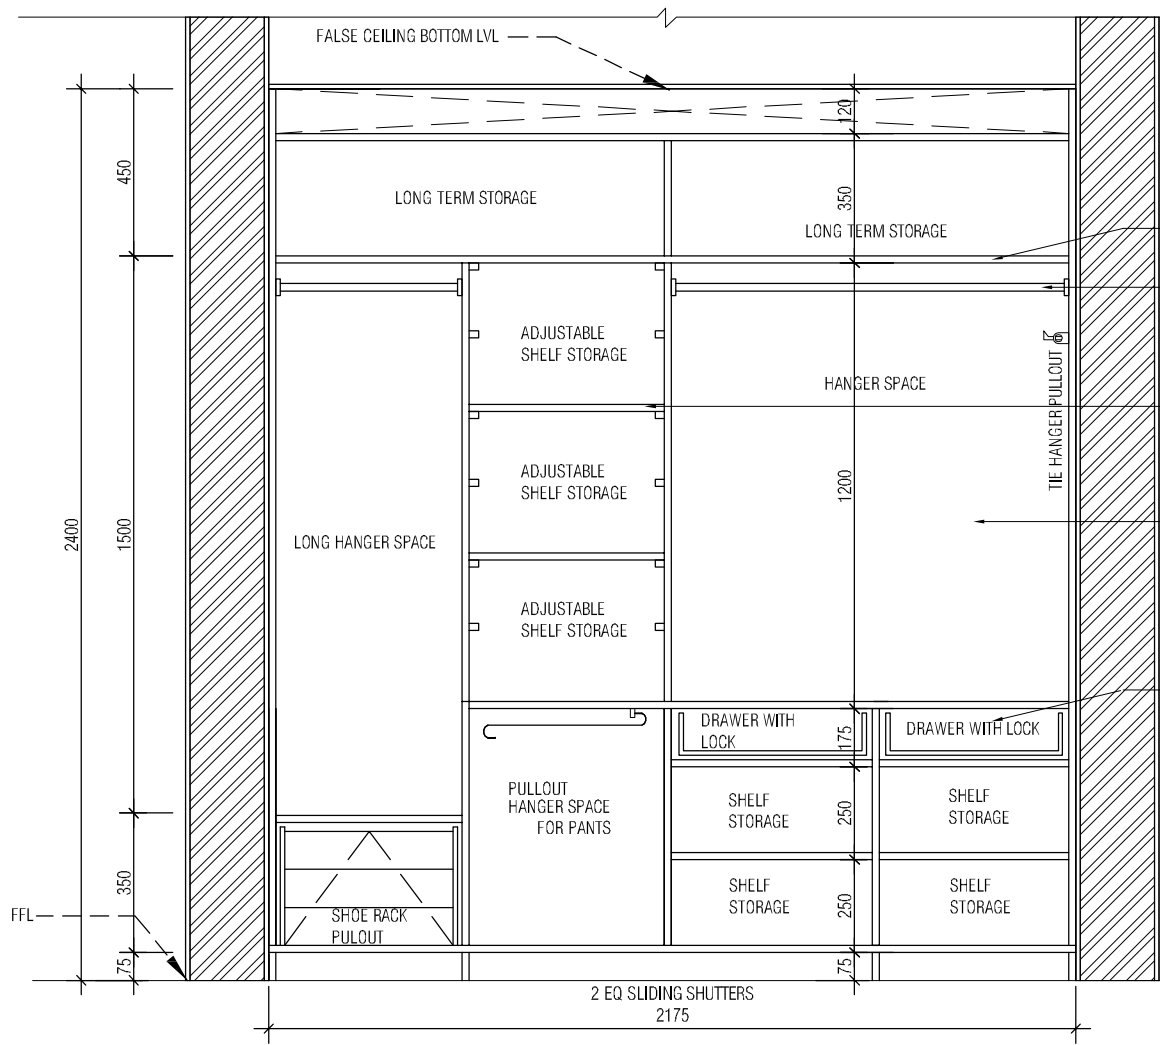 FALSE CEILING BOTTOM LVL
120
450
LONG TERM STORAGE
350
LONG TERM STORAGE
ADJUSTABLE
SHELF STORAGE
HANGER SPACE
TIE HANGER PULLOUT
ADJUSTABLE
SHELF STORAGE
1200
2400
1500
LONG HANGER SPACE
ADJUSTABLE
SHELF STORAGE
DRAWER WITH
LOCK
175
DRAWER WITH LOCK
PULLOUT
HANGER SPACE
FOR PANTS
SHELF
STORAGE
250
SHELF
STORAGE
350
SHOE RACK
PULOUT
SHELF
STORAGE
250
SHELF
STORAGE
FFL
75
75
2 EQ SLIDING SHUTTERS
2175